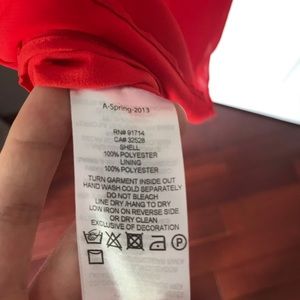 A-Spring-2013
RN# 91714
CA# 32528
SHELL
100% POLYESTER
LINING
100% POLYESTER
TURN GARMENT INSIDE OUT
HAND WASH COLD SEPARATELY
DO NOT BLEACH
LINE DRY /HANG TO DRY
LOW IRON ON REVERSE SIDE
OR DRY CLEAN
EXCLUSIVE OF DECORATION